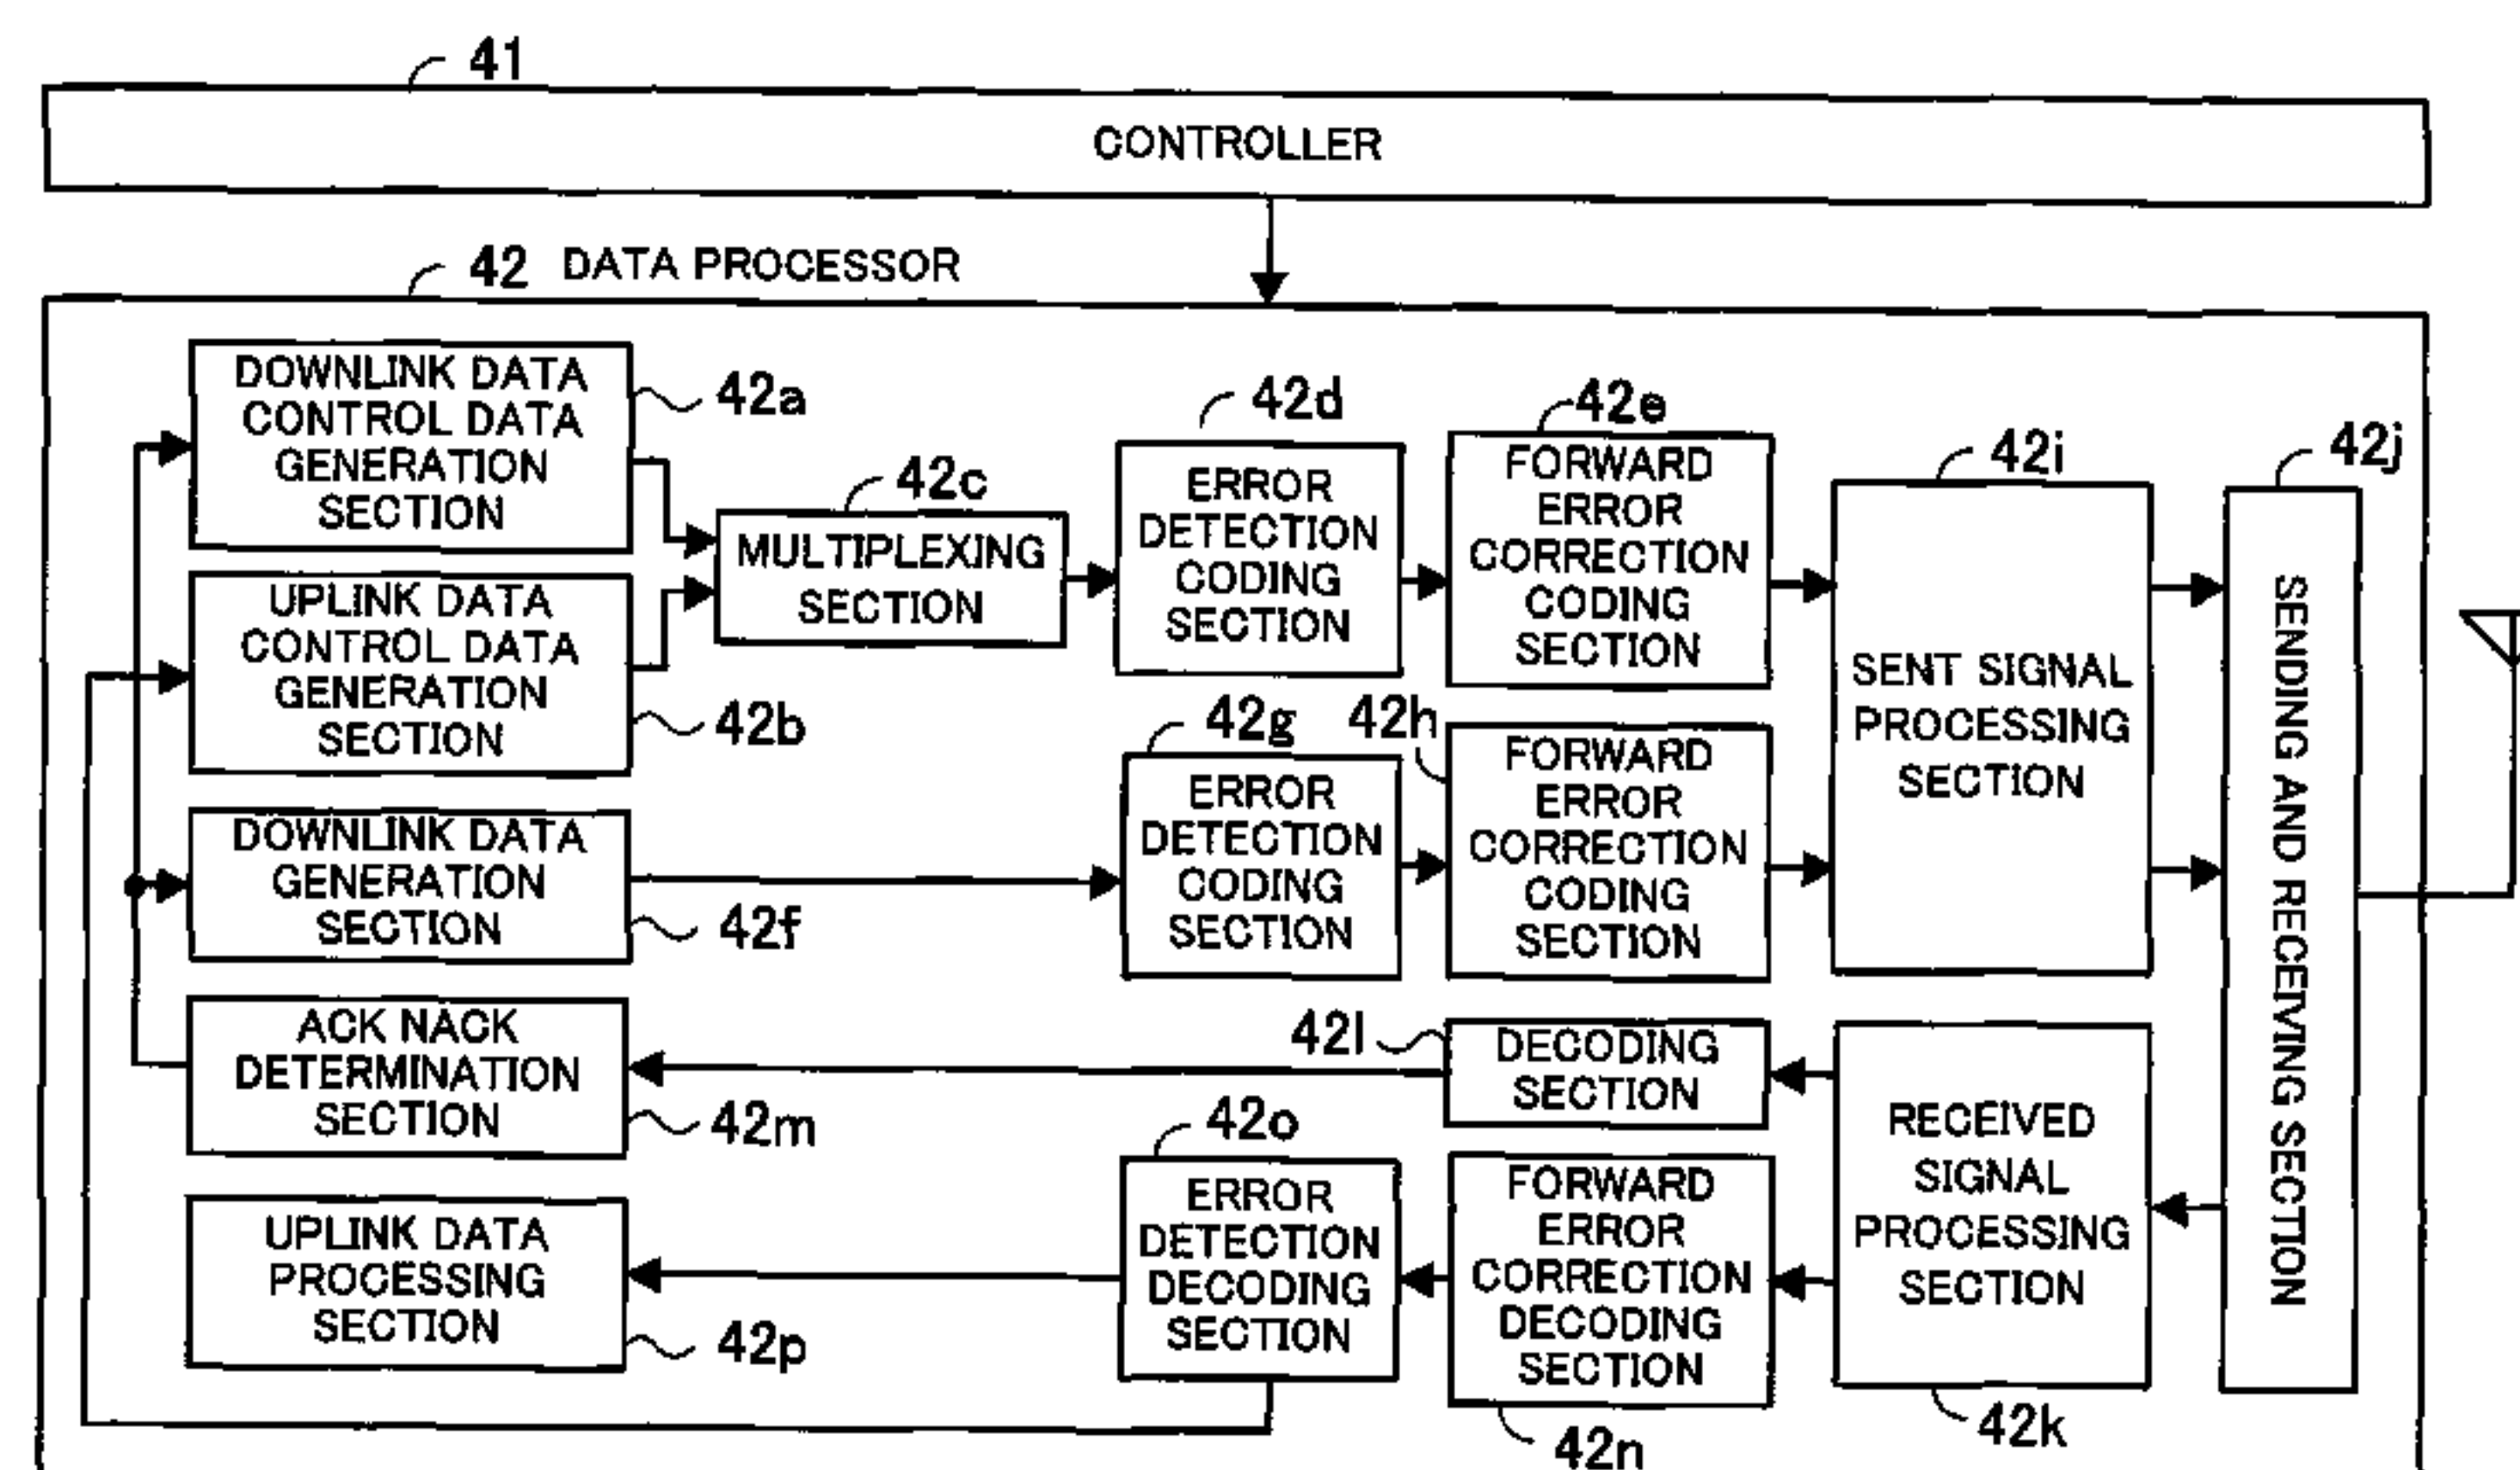 41
CONTROLLER
42 DATA PROCESSOR
DOWNLINK DATA
CONTROL DATA
GENERATION
SECTION
42a
UPLINK DATA
CONTROL DATA
GENERATION
SECTION
42b
42c
MULTIPLEXING
SECTION
42d
ERROR
DETECTION
CODING
SECTION
42e
FORWARD
ERROR
CORRECTION
CODING
SECTION
42i
SENT SIGNAL
PROCESSING
SECTION
42j
SENDING AND RECEIVING SECTION
DOWNLINK DATA
GENERATION
SECTION
42f
42g
ERROR
DETECTION
CODING
SECTION
42h
FORWARD
ERROR
CORRECTION
CODING
SECTION
ACK NACK
DETERMINATION
SECTION
42m
42l
DECODING
SECTION
RECEIVED
SIGNAL
PROCESSING
SECTION
42k
UPLINK DATA
PROCESSING
SECTION
42p
42o
ERROR
DETECTION
DECODING
SECTION
FORWARD
ERROR
CORRECTION
DECODING
SECTION
42n